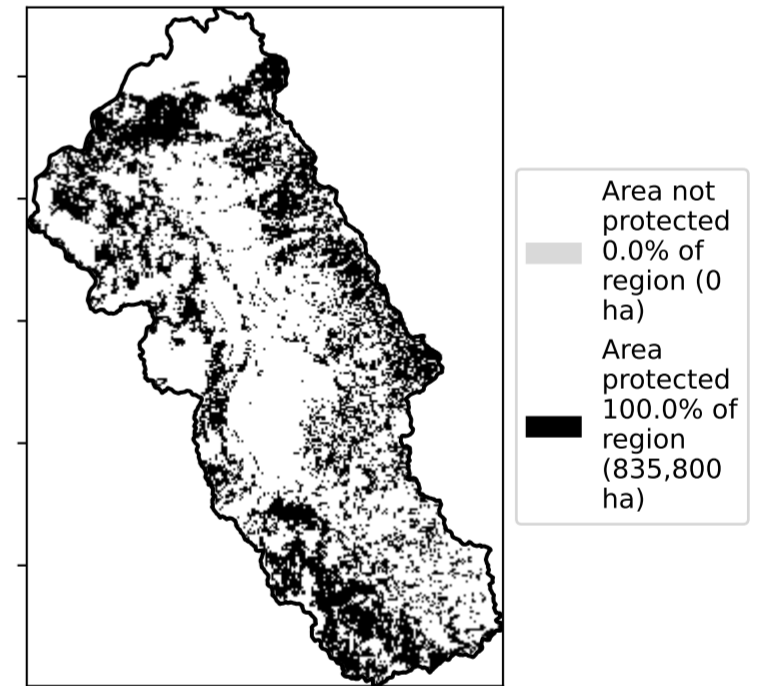 Area not
protected
0.0% of
region (0
ha)
Area
protected
100.0% of
region
(835,800
ha)